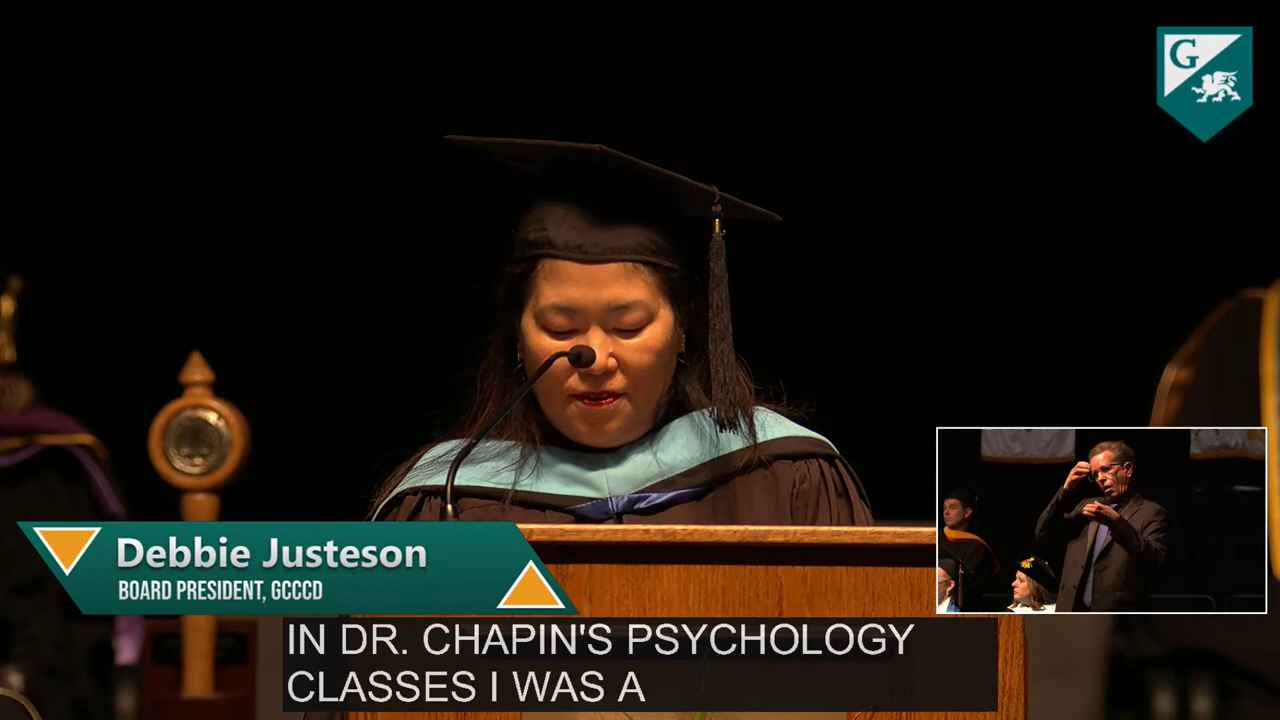 G
Debbie Justeson
BOARD PRESIDENT, GCCCD
IN DR. CHAPIN'S PSYCHOLOGY
CLASSES I WAS A